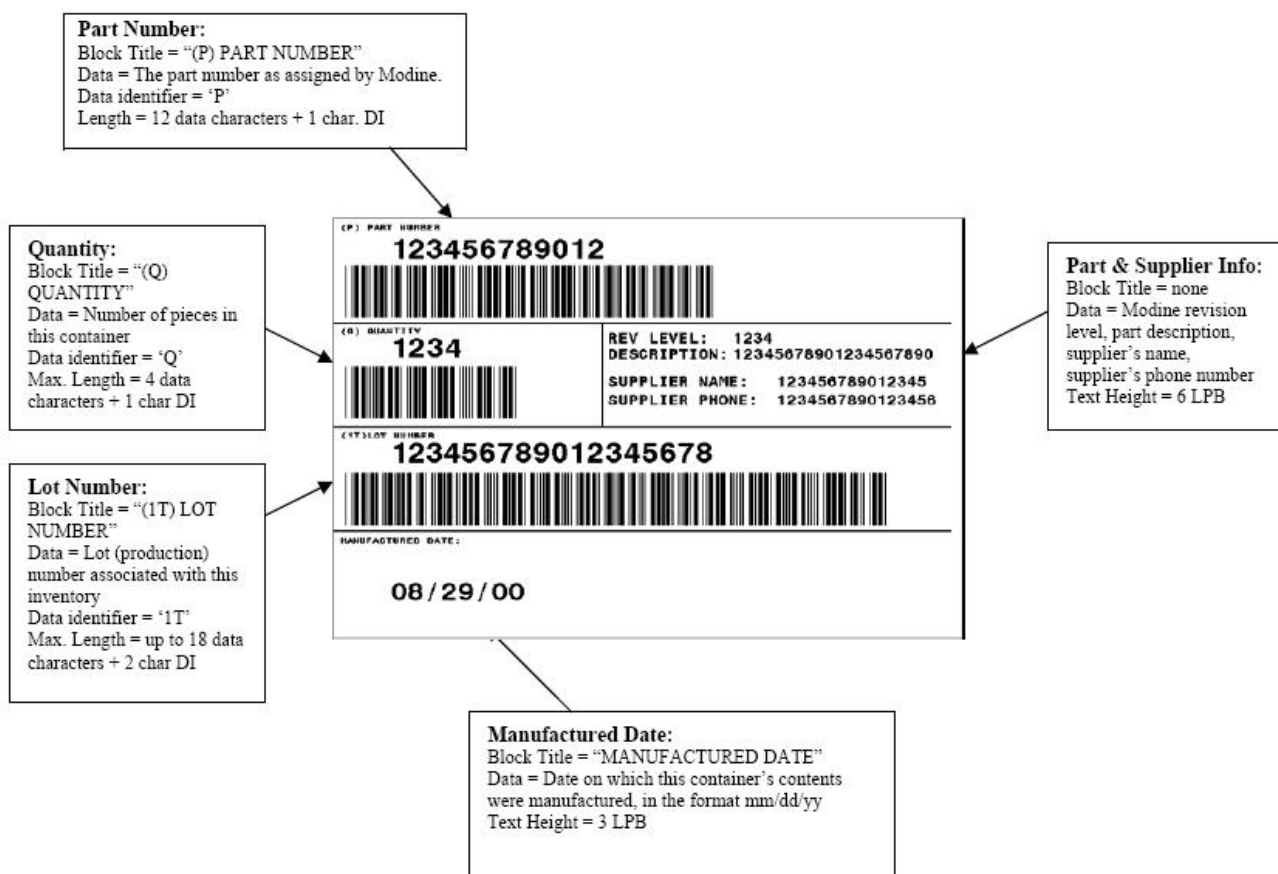 Part Number:
Block Title = “(P) PART NUMBER”
Data = The part number as assigned by Modine.
Data identifier = ‘P’
Length = 12 data characters + 1 char. DI
Quantity:
Block Title = “(Q)
QUANTITY”
Data = Number of pieces in
this container
Data identifier = ‘Q’
Max. Length = 4 data
characters + 1 char DI
Lot Number:
Block Title = “(1T) LOT
NUMBER”
Data = Lot (production)
number associated with this
inventory
Data identifier = ‘1T’
Max. Length = up to 18 data
characters + 2 char DI
(P) PART NUMBER
123456789012
(Q) QUANTITY
1234
REV LEVEL: 1234
DESCRIPTION: 12345678901234567890
SUPPLIER NAME: 123456789012345
SUPPLIER PHONE: 1234567890123456
(1T)LOT NUMBER
123456789012345678
MANUFACTURED DATE:
08/29/00
Part & Supplier Info:
Block Title = none
Data = Modine revision
level, part description,
supplier’s name,
supplier’s phone number
Text Height = 6 LPB
Manufactured Date:
Block Title = “MANUFACTURED DATE”
Data = Date on which this container’s contents
were manufactured, in the format mm/dd/yy
Text Height = 3 LPB